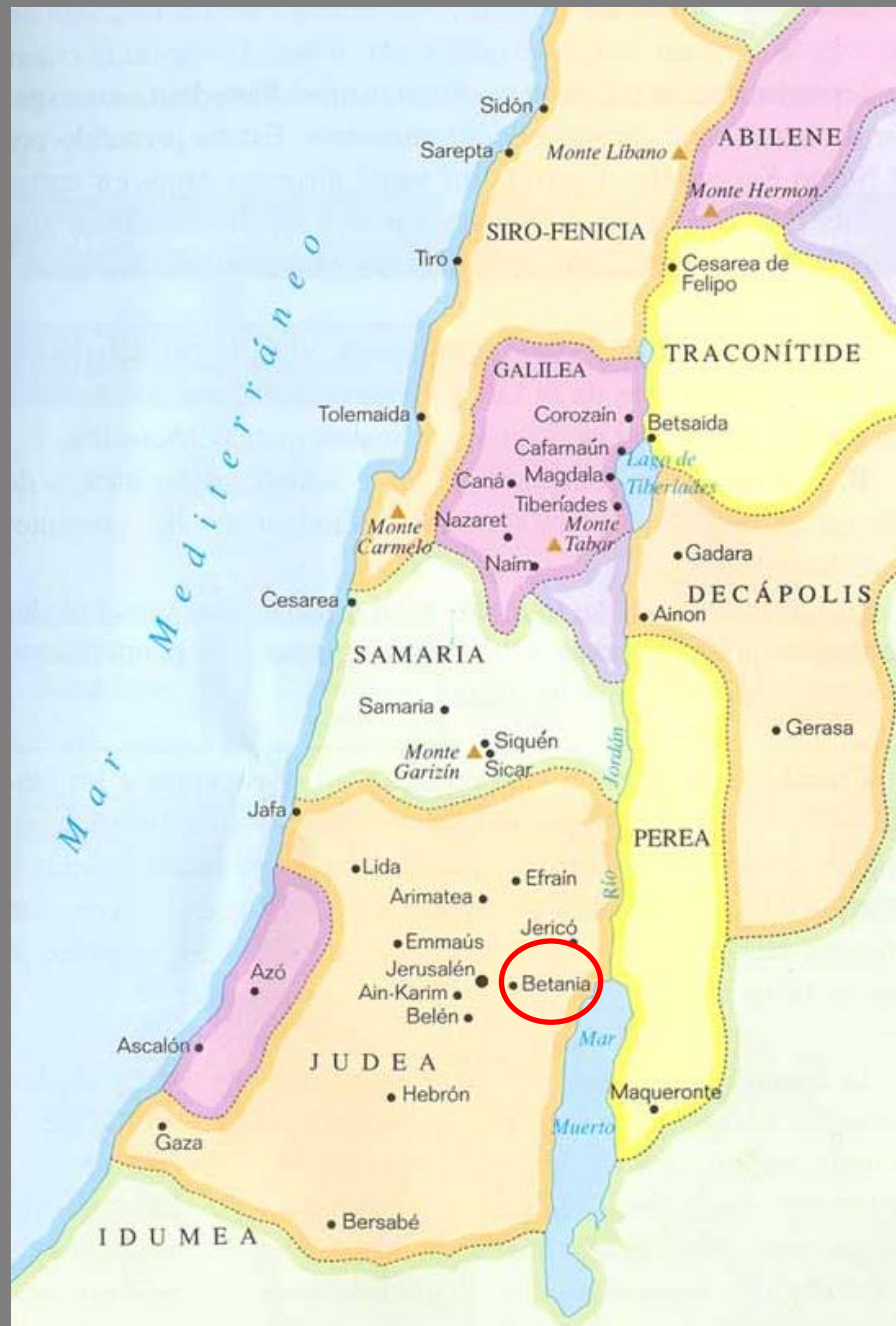 Sidón
Sarepta
Monte Líbano
ABILENE
Monte Hermon
SIRO-FENICIA
Tiro
Cesarea de
Felipo
TRACONÍTIDE
GALILEA
Tolemaida
Corozaín
Betsaida
Cafarnaún
Lago de
Tiberíades
Magdala
Caná
Tiberíades
Monte
Carmelo
Nazaret
Monte
Tabor
Naím
Gadara
DECÁPOLIS
Cesarea
Ainon
SAMARIA
Samaria
Siquén
Monte
Garizín
Sicar
Gerasa
Río Jordán
Mar Mediterráneo
Jafa
PEREA
Lida
Efraín
Arimatea
Jericó
Emmaús
Jerusalén
Betania
Azó
Ain-Karim
Belén
Ascalón
JUDEA
Mar
Muerto
Hebrón
Maqueronte
Gaza
Bersabé
IDUMEA